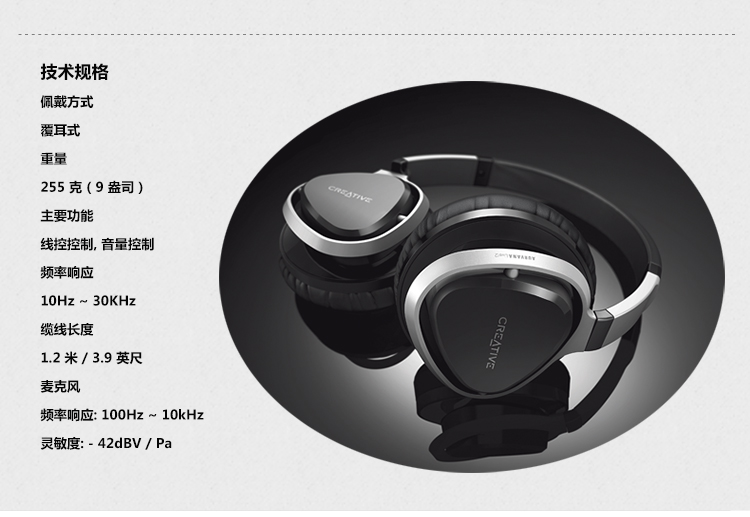 技术规格
佩戴方式
覆耳式
重量
255 克 ( 9 盎司 )
主要功能
线控控制, 音量控制
频率响应
10Hz ~ 30KHz
缆线长度
1.2 米 / 3.9 英尺
麦克风
频率响应: 100Hz ~ 10kHz
灵敏度: - 42dBV / Pa
CREATIVE
CREATIVE